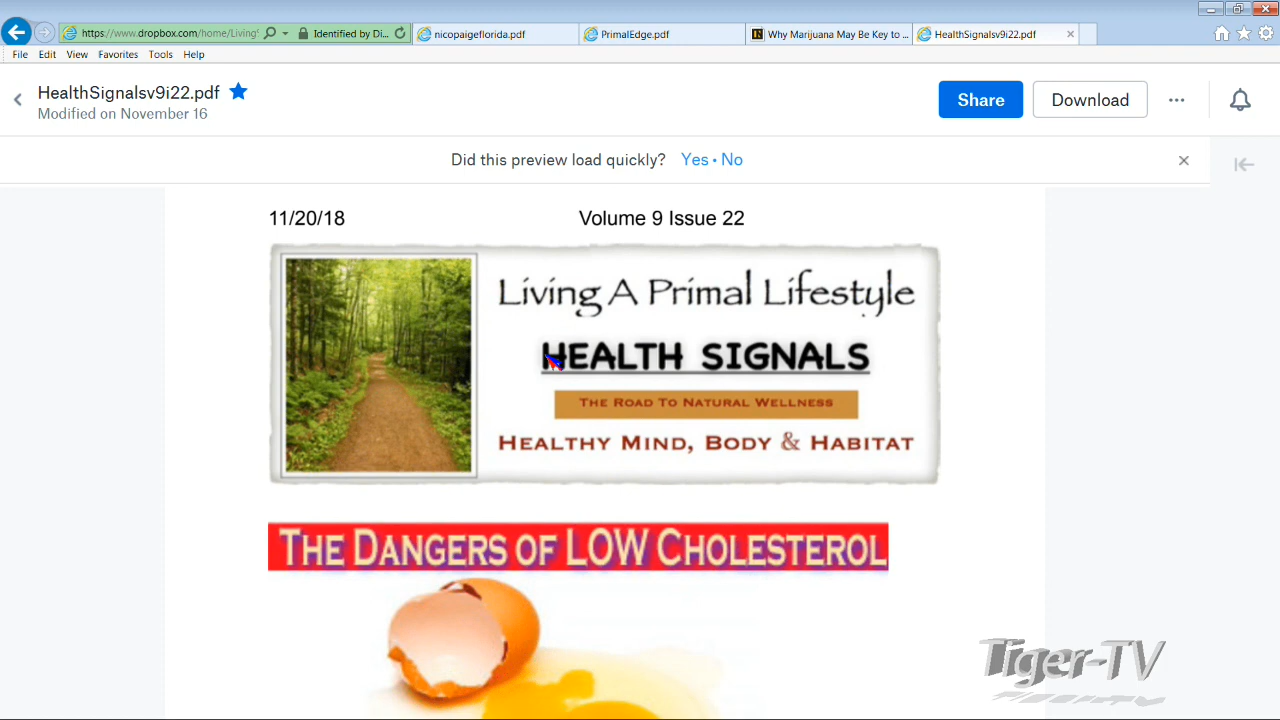 https://www.dropbox.com/home/Living'
Identified by Di...
nicopaigeflorida.pdf
PrimalEdge.pdf
Why Marijuana May Be Key to ...
HealthSignalsv9i22.pdf
File Edit View Favorites Tools Help
HealthSignalsv9i22.pdf
Modified on November 16
Share
Download
Did this preview load quickly? Yes • No
11/20/18 Volume 9 Issue 22
Living A Primal Lifestyle
HEALTH SIGNALS
THE ROAD TO NATURAL WELLNESS
HEALTHY MIND, BODY & HABITAT
THE DANGERS OF LOW CHOLESTEROL
Tiger-TV